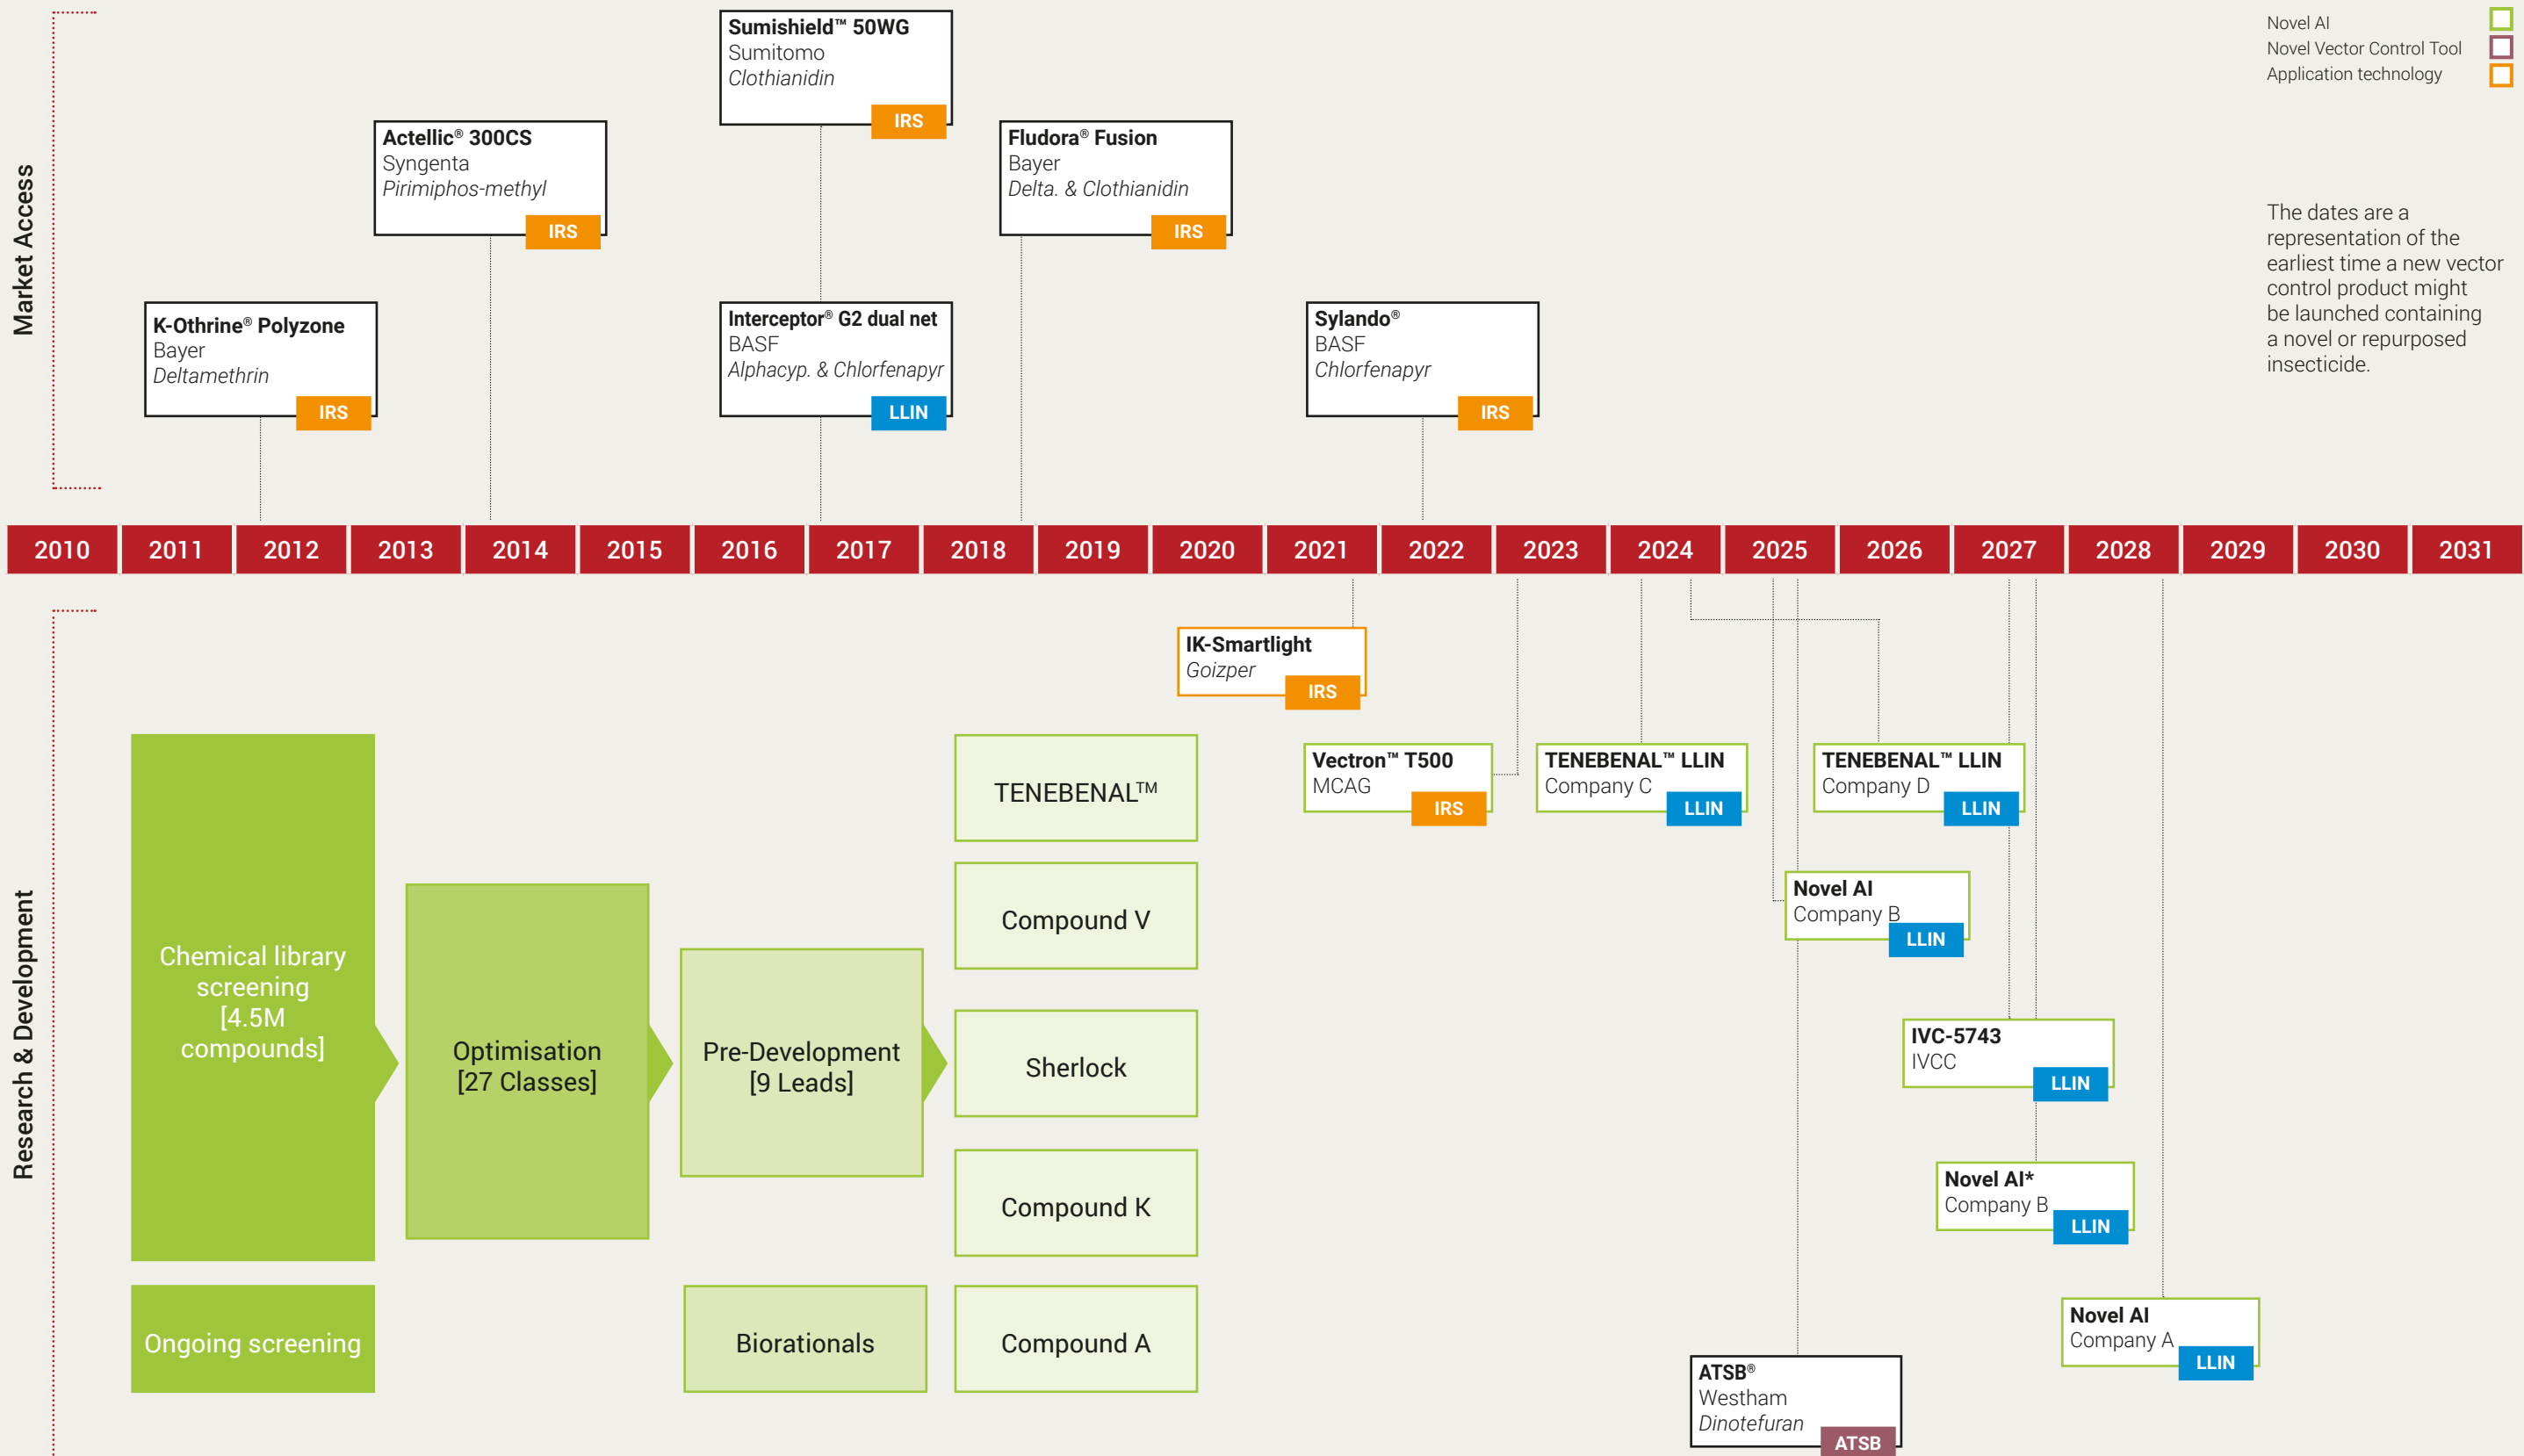 Novel AI
Novel Vector Control Tool
Application technology
The dates are a
representation of the
earliest time a new vector
control product might
be launched containing
a novel or repurposed
insecticide.
Market Access
Sumishield™ 50WG
Sumitomo
Clothianidin
IRS
Actellic® 300CS
Syngenta
Pirimiphos-methyl
IRS
Fludora® Fusion
Bayer
Delta. & Clothianidin
IRS
K-Othrine® Polyzone
Bayer
Deltamethrin
IRS
Interceptor® G2 dual net
BASF
Alphacyp. & Chlorfenapyr
LLIN
Sylando®
BASF
Chlorfenapyr
IRS
2010 2011 2012 2013 2014 2015 2016 2017 2018 2019 2020 2021 2022 2023 2024 2025 2026 2027 2028 2029 2030 2031
Research & Development
IK-Smartlight
Goizper
IRS
Vectron™ T500
MCAG
IRS
TENEBENAL™ LLIN
Company C
LLIN
TENEBENAL™ LLIN
Company D
LLIN
Novel AI
Company B
LLIN
IVC-5743
IVCC
LLIN
Novel AI*
Company B
LLIN
Novel AI
Company A
LLIN
ATSB®
Westham
Dinotefuran
ATSB
Chemical library
screening
[4.5M
compounds]
Optimisation
[27 Classes]
Pre-Development
[9 Leads]
TENEBENAL™
Compound V
Sherlock
Compound K
Ongoing screening
Biorationals
Compound A